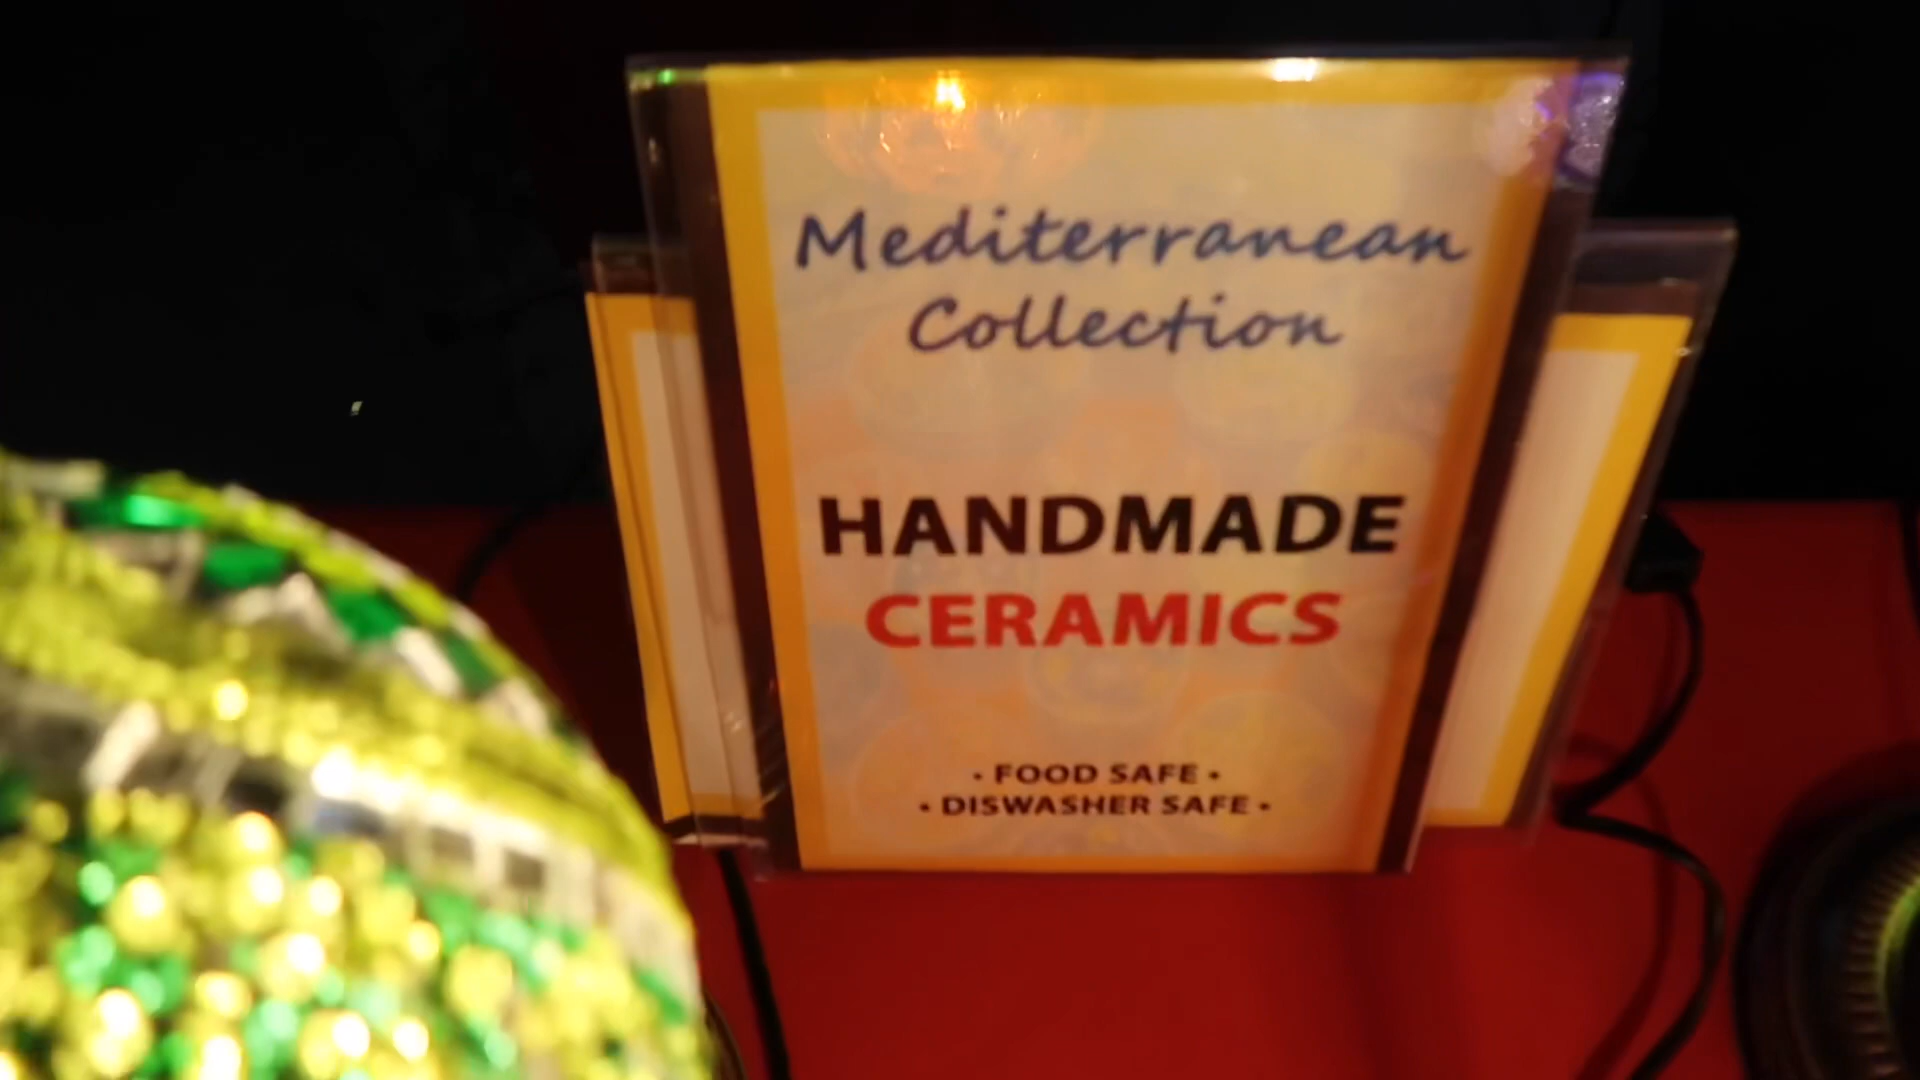 Mediterranean
Collection
HANDMADE
CERAMICS
• FOOD SAFE •
• DISWASHER SAFE •